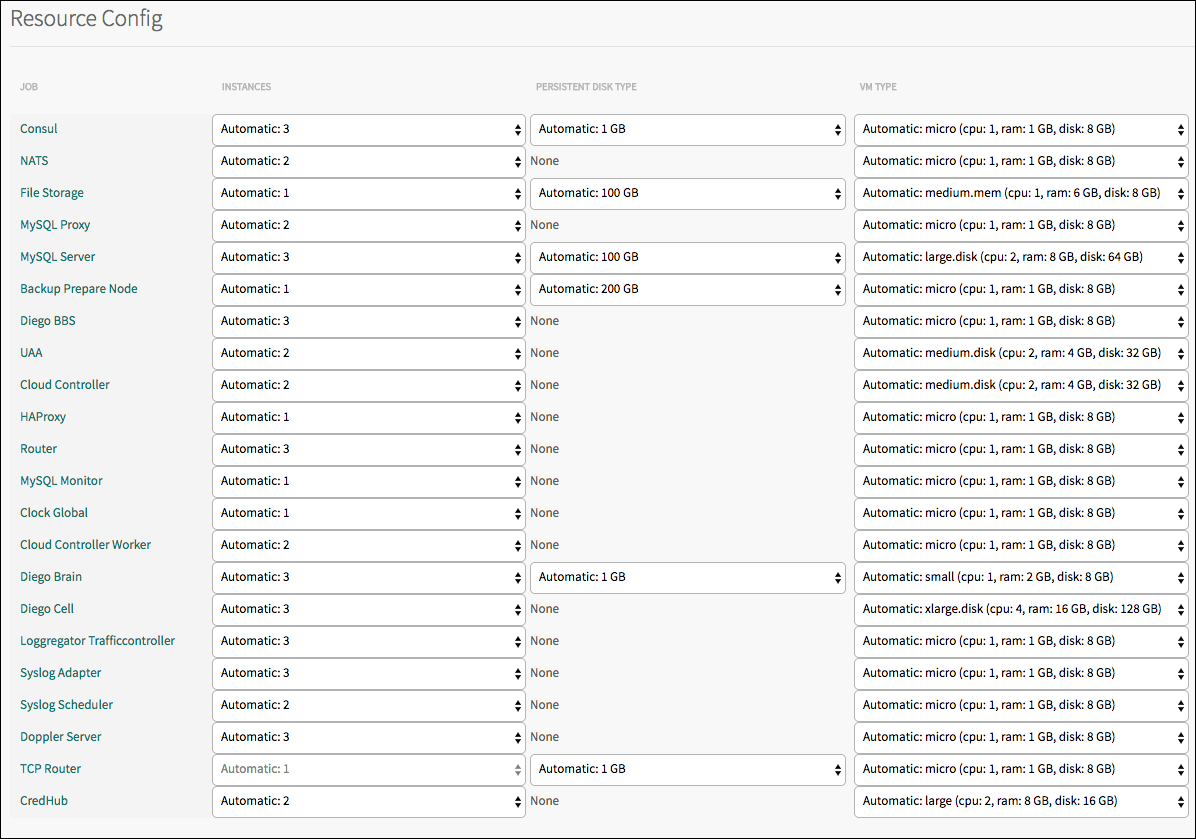 Resource Config
JOB INSTANCES PERSISTENT DISK TYPE VM TYPE
Consul Automatic: 3 Automatic: 1 GB Automatic: micro (cpu: 1, ram: 1 GB, disk: 8 GB)
NATS Automatic: 2 None Automatic: micro (cpu: 1, ram: 1 GB, disk: 8 GB)
File Storage Automatic: 1 Automatic: 100 GB Automatic: medium.mem (cpu: 1, ram: 6 GB, disk: 8 GB)
MySQL Proxy Automatic: 2 None Automatic: micro (cpu: 1, ram: 1 GB, disk: 8 GB)
MySQL Server Automatic: 3 Automatic: 100 GB Automatic: large.disk (cpu: 2, ram: 8 GB, disk: 64 GB)
Backup Prepare Node Automatic: 1 Automatic: 200 GB Automatic: micro (cpu: 1, ram: 1 GB, disk: 8 GB)
Diego BBS Automatic: 3 None Automatic: micro (cpu: 1, ram: 1 GB, disk: 8 GB)
UAA Automatic: 2 None Automatic: medium.disk (cpu: 2, ram: 4 GB, disk: 32 GB)
Cloud Controller Automatic: 2 None Automatic: medium.disk (cpu: 2, ram: 4 GB, disk: 32 GB)
HAProxy Automatic: 1 None Automatic: micro (cpu: 1, ram: 1 GB, disk: 8 GB)
Router Automatic: 3 None Automatic: micro (cpu: 1, ram: 1 GB, disk: 8 GB)
MySQL Monitor Automatic: 1 None Automatic: micro (cpu: 1, ram: 1 GB, disk: 8 GB)
Clock Global Automatic: 1 None Automatic: micro (cpu: 1, ram: 1 GB, disk: 8 GB)
Cloud Controller Worker Automatic: 2 None Automatic: micro (cpu: 1, ram: 1 GB, disk: 8 GB)
Diego Brain Automatic: 3 Automatic: 1 GB Automatic: small (cpu: 1, ram: 2 GB, disk: 8 GB)
Diego Cell Automatic: 3 None Automatic: xlarge.disk (cpu: 4, ram: 16 GB, disk: 128 GB)
Loggregator Trafficcontroller Automatic: 3 None Automatic: micro (cpu: 1, ram: 1 GB, disk: 8 GB)
Syslog Adapter Automatic: 3 None Automatic: micro (cpu: 1, ram: 1 GB, disk: 8 GB)
Syslog Scheduler Automatic: 2 None Automatic: micro (cpu: 1, ram: 1 GB, disk: 8 GB)
Doppler Server Automatic: 3 None Automatic: micro (cpu: 1, ram: 1 GB, disk: 8 GB)
TCP Router Automatic: 1 Automatic: 1 GB Automatic: micro (cpu: 1, ram: 1 GB, disk: 8 GB)
CredHub Automatic: 2 None Automatic: large (cpu: 2, ram: 8 GB, disk: 16 GB)